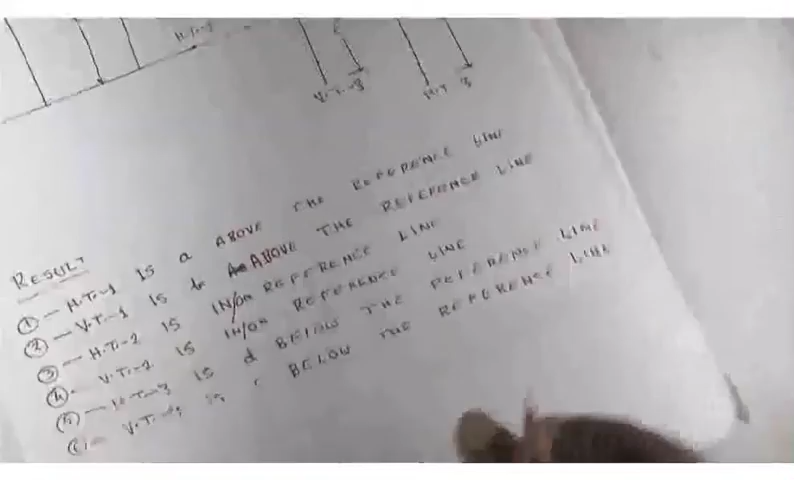 H.T.
V.T.-3
H.T. 3
RESULT
①— H.T.-1 IS a ABOVE THE REFERENCE LINE
②— V.T.-1 IS b ABOVE THE REFERENCE LINE
③— H.T.-2 IS IN/ON REFERENCE LINE
④— V.T.-2 IS IN/ON REFERENCE LINE
⑤— H.T.-3 IS d BELOW THE REFERENCE LINE
⑥— V.T.-3 IS c BELOW THE REFERENCE LINE